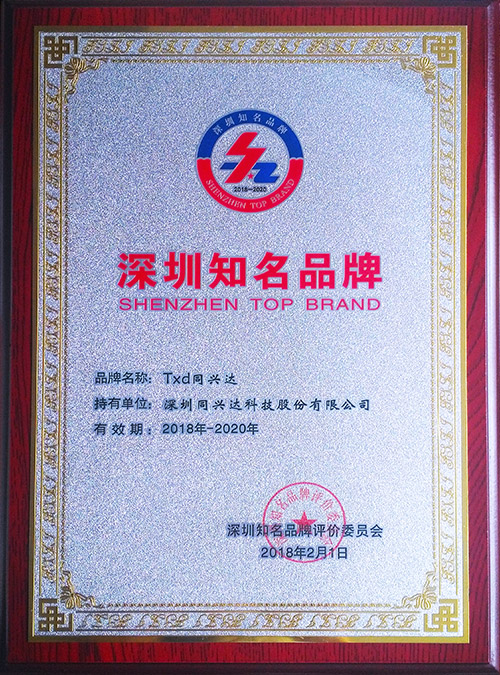 深圳知名品牌
2018-2020
SHENZHEN TOP BRAND
深圳知名品牌
SHENZHEN TOP BRAND
品牌名称：Txd同兴达
持有单位：深圳同兴达科技股份有限公司
有效期：2018年-2020年
深圳知名品牌评价委员会
2018年2月1日